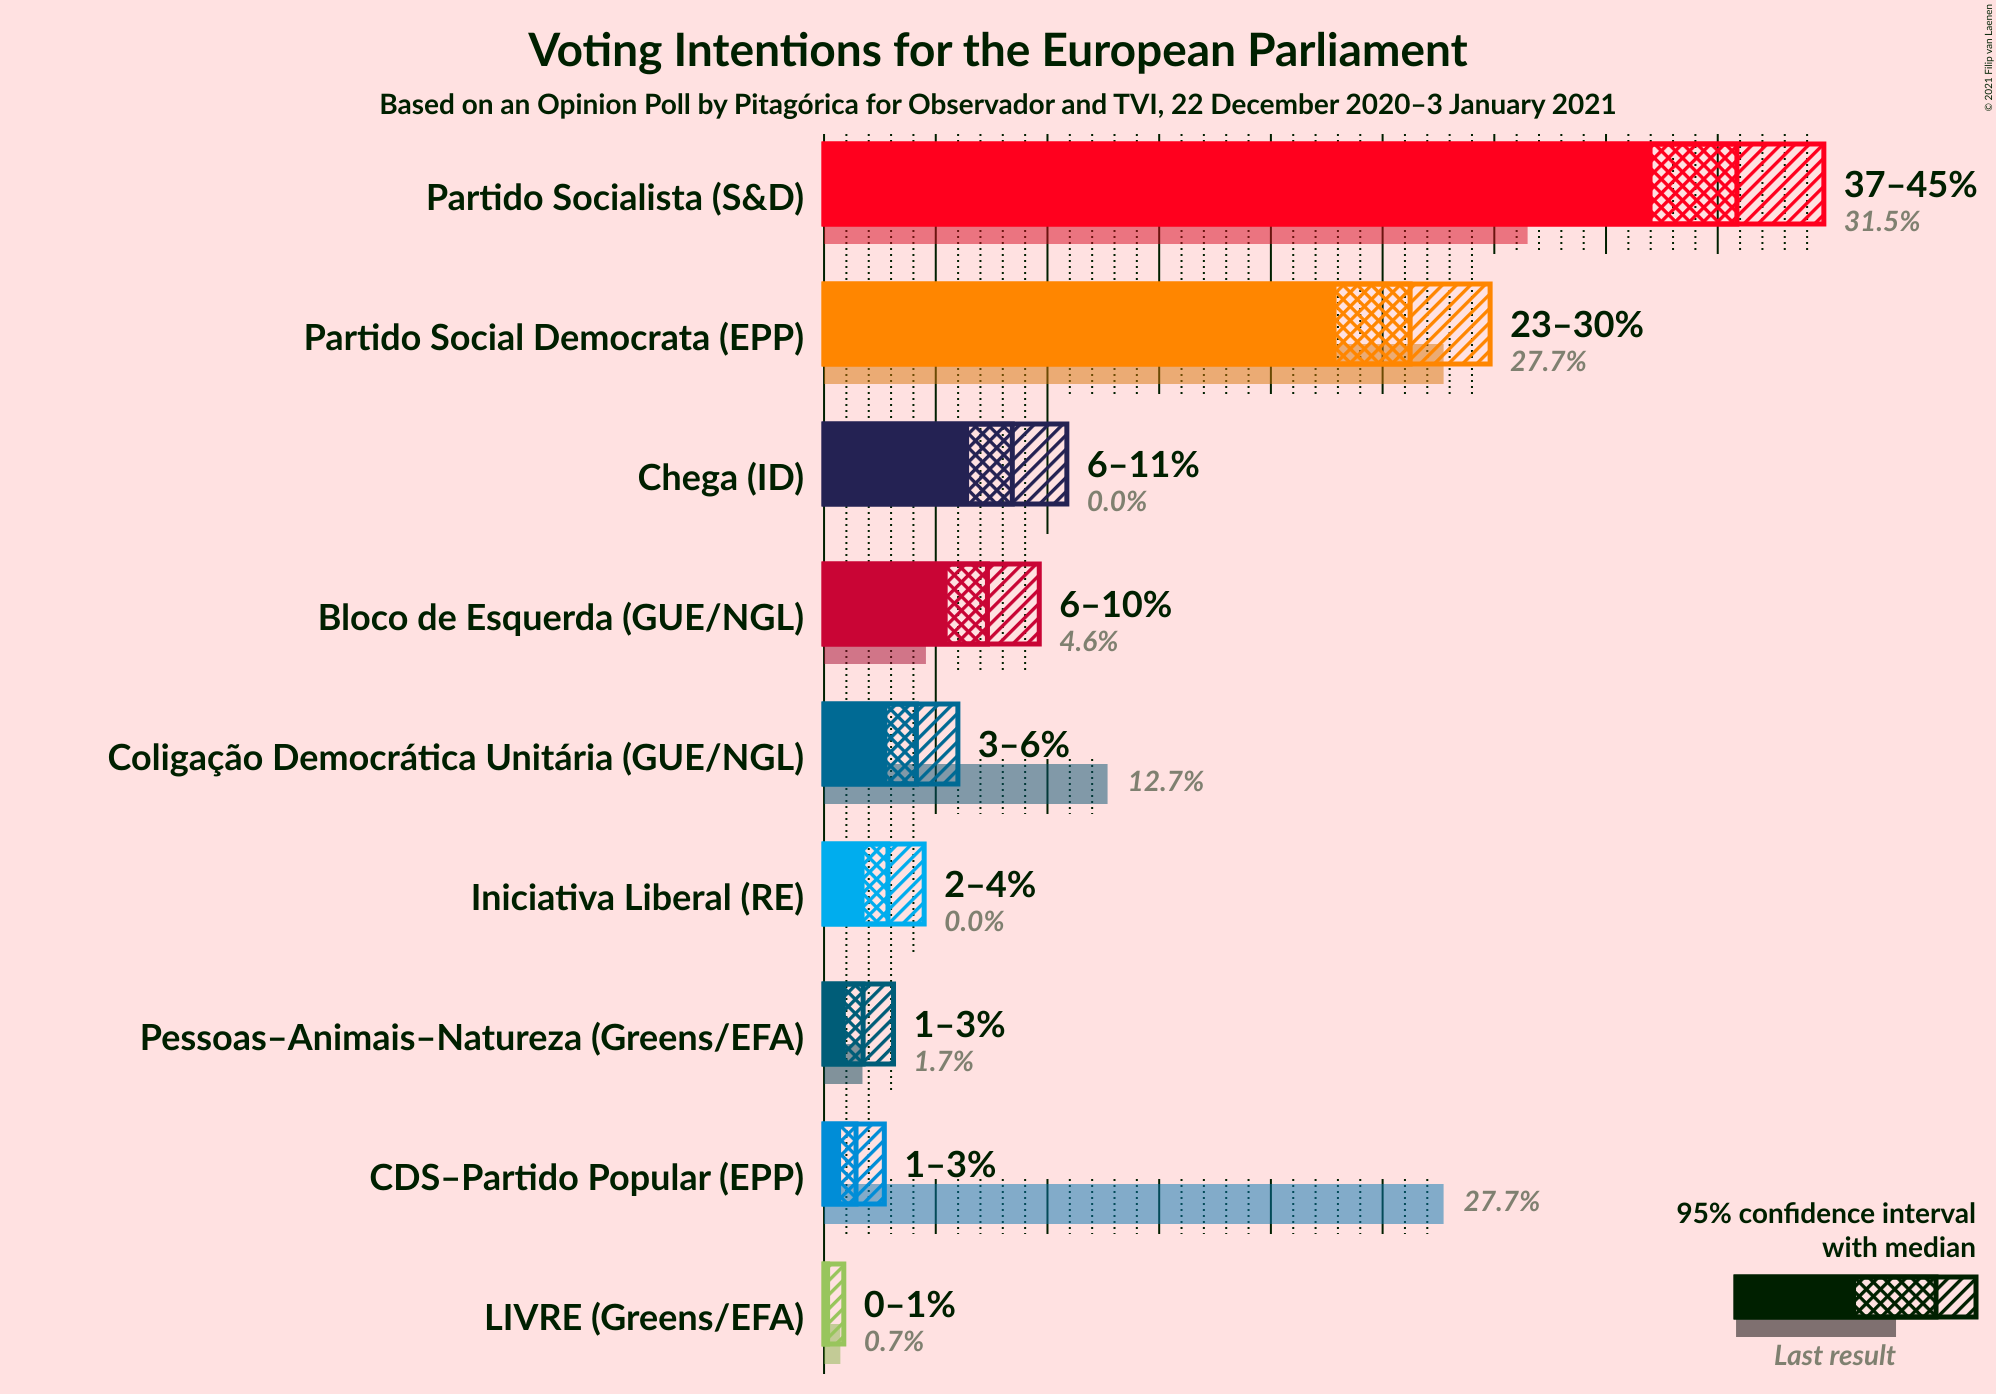 Voting Intentions for the European Parliament
Based on an Opinion Poll by Pitagórica for Observador and TVI, 22 December 2020–3 January 2021
© 2021 Filip van Laenen
Partido Socialista (S&D)
37–45%
31.5%
Partido Social Democrata (EPP)
23–30%
27.7%
Chega (ID)
6–11%
0.0%
Bloco de Esquerda (GUE/NGL)
6–10%
4.6%
Coligação Democrática Unitária (GUE/NGL)
3–6%
12.7%
Iniciativa Liberal (RE)
2–4%
0.0%
Pessoas–Animais–Natureza (Greens/EFA)
1–3%
1.7%
CDS–Partido Popular (EPP)
1–3%
27.7%
LIVRE (Greens/EFA)
0–1%
0.7%
95% confidence interval
with median
Last result